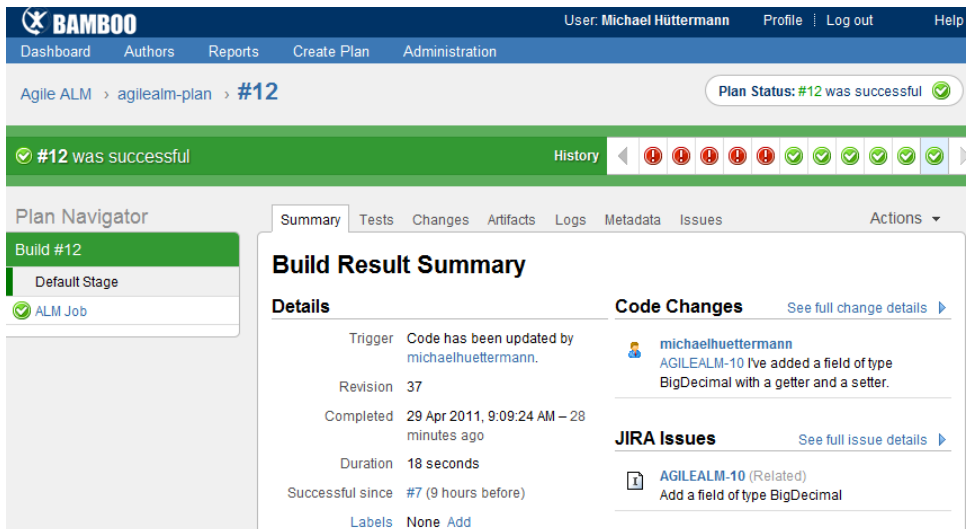 BAMBOO
User: Michael Hüttermann Profile Log out Help
Dashboard Authors Reports Create Plan Administration
Agile ALM › agilealm-plan › #12
Plan Status: #12 was successful
#12 was successful
History
Plan Navigator
Build #12
Default Stage
ALM Job
Summary Tests Changes Artifacts Logs Metadata Issues Actions
Build Result Summary
Details
Trigger Code has been updated by
michaelhuettermann.
Revision 37
Completed 29 Apr 2011, 9:09:24 AM – 28
minutes ago
Duration 18 seconds
Successful since #7 (9 hours before)
Labels None Add
Code Changes See full change details
michaelhuettermann
AGILEALM-10 I've added a field of type
BigDecimal with a getter and a setter.
JIRA Issues See full issue details
AGILEALM-10 (Related)
Add a field of type BigDecimal